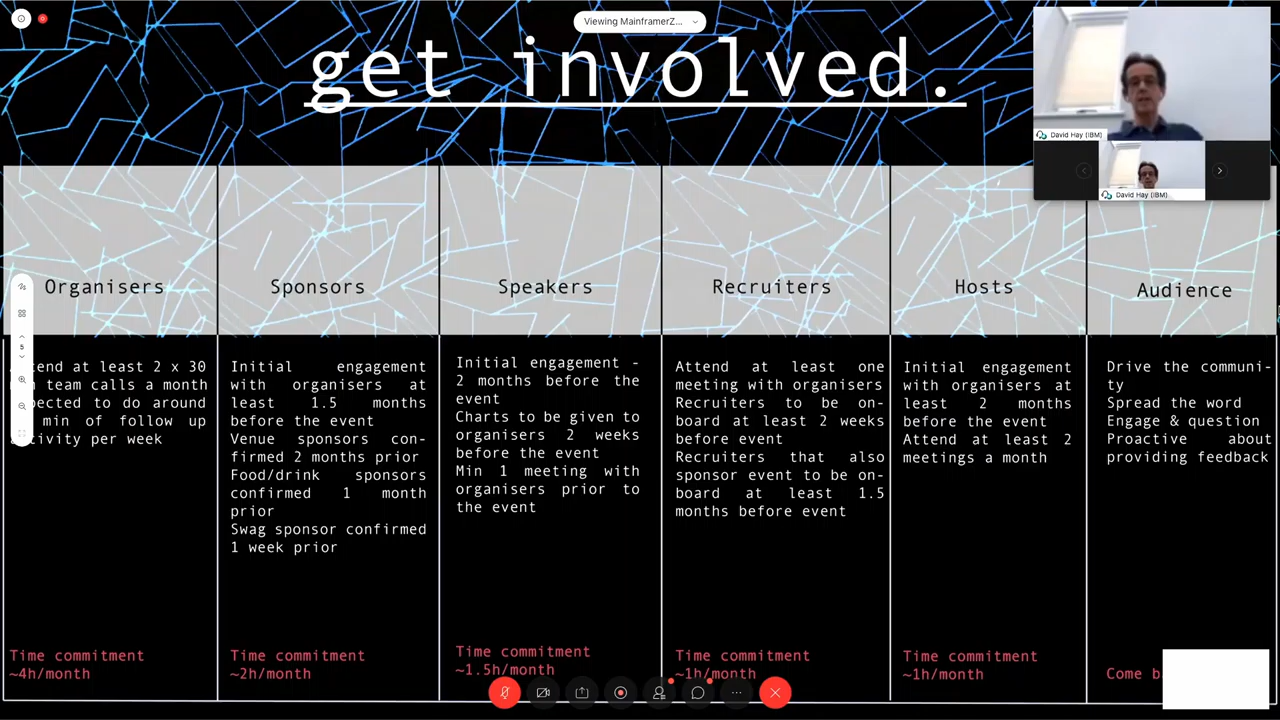 Viewing MainframerZ...
get involved.
David Hay (IBM)
David Hay (IBM)
Organisers
Sponsors
Speakers
Recruiters
Hosts
Audience
5
at least 2 x 30
team calls a month
to do around
min of follow up
per week
Time commitment
~4h/month
Initial engagement
with organisers at
least 1.5 months
before the event
Venue sponsors con-
firmed 2 months prior
Food/drink sponsors
confirmed 1 month
prior
Swag sponsor confirmed
1 week prior
Time commitment
~2h/month
Initial engagement -
2 months before the
event
Charts to be given to
organisers 2 weeks
before the event
Min 1 meeting with
organisers prior to
the event
Time commitment
~1.5h/month
Attend at least one
meeting with organisers
Recruiters to be on-
board at least 2 weeks
before event
Recruiters that also
sponsor event to be on-
board at least 1.5
months before event
Time commitment
~1h/month
Initial engagement
with organisers at
least 2 months
before the event
Attend at least 2
meetings a month
Time commitment
~1h/month
Drive the communi-
ty
Spread the word
Engage & question
Proactive about
providing feedback
Come